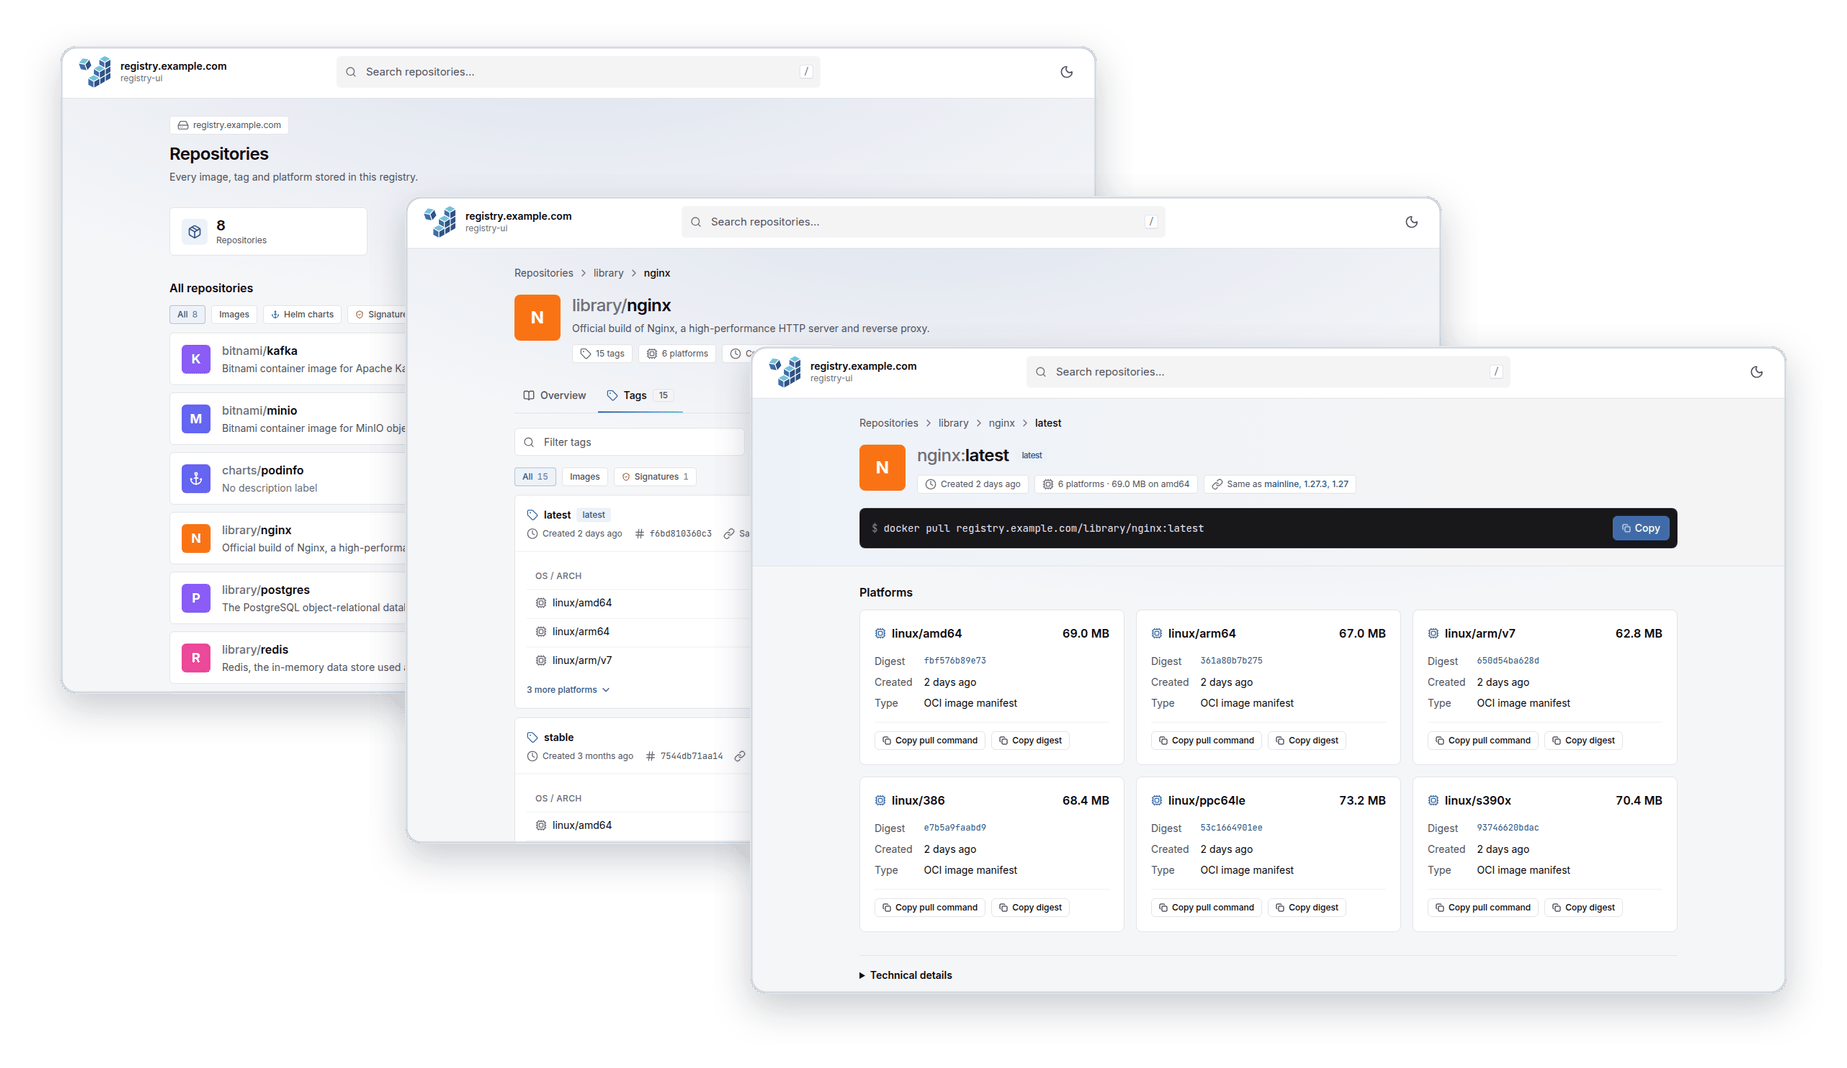 registry.example.com
registry-ui
Search repositories...
/
registry.example.com
Repositories
Every image, tag and platform stored in this registry.
8
Repositories
All repositories
All 8
Images
Helm charts
bitnami/kafka
Bitnami container image for Apache
bitnami/minio
Bitnami container image for MinIO
charts/podinfo
No description label
library/nginx
Official build of Nginx, a
library/postgres
The PostgreSQL object-relational
library/redis
Redis, the in-memory data store used
registry.example.com
registry-ui
Search repositories...
/
Repositories > library > nginx
N
library/nginx
Official build of Nginx, a high-performance HTTP server and reverse proxy.
15 tags
6 platforms
Overview
Tags 15
Filter tags
All 15
Images
Signatures 1
latest latest
Created 2 days ago # f6bd810360c3
OS / ARCH
linux/amd64
linux/arm64
linux/arm/v7
3 more platforms
stable
Created 3 months ago # 7544db71aa14
OS / ARCH
linux/amd64
registry.example.com
registry-ui
Search repositories...
/
Repositories > library > nginx > latest
N
nginx:latest latest
Created 2 days ago
6 platforms · 69.0 MB on amd64
Same as mainline, 1.27.3, 1.27
$ docker pull registry.example.com/library/nginx:latest
Copy
Platforms
linux/amd64 69.0 MB
Digest fbf576b89e73
Created 2 days ago
Type OCI image manifest
Copy pull command Copy digest
linux/arm64 67.0 MB
Digest 361a80b7b275
Created 2 days ago
Type OCI image manifest
Copy pull command Copy digest
linux/arm/v7 62.8 MB
Digest 650d54ba628d
Created 2 days ago
Type OCI image manifest
Copy pull command Copy digest
linux/386 68.4 MB
Digest e7b5a9faabd9
Created 2 days ago
Type OCI image manifest
Copy pull command Copy digest
linux/ppc64le 73.2 MB
Digest 53c1664901ee
Created 2 days ago
Type OCI image manifest
Copy pull command Copy digest
linux/s390x 70.4 MB
Digest 93746620bdac
Created 2 days ago
Type OCI image manifest
Copy pull command Copy digest
Technical details